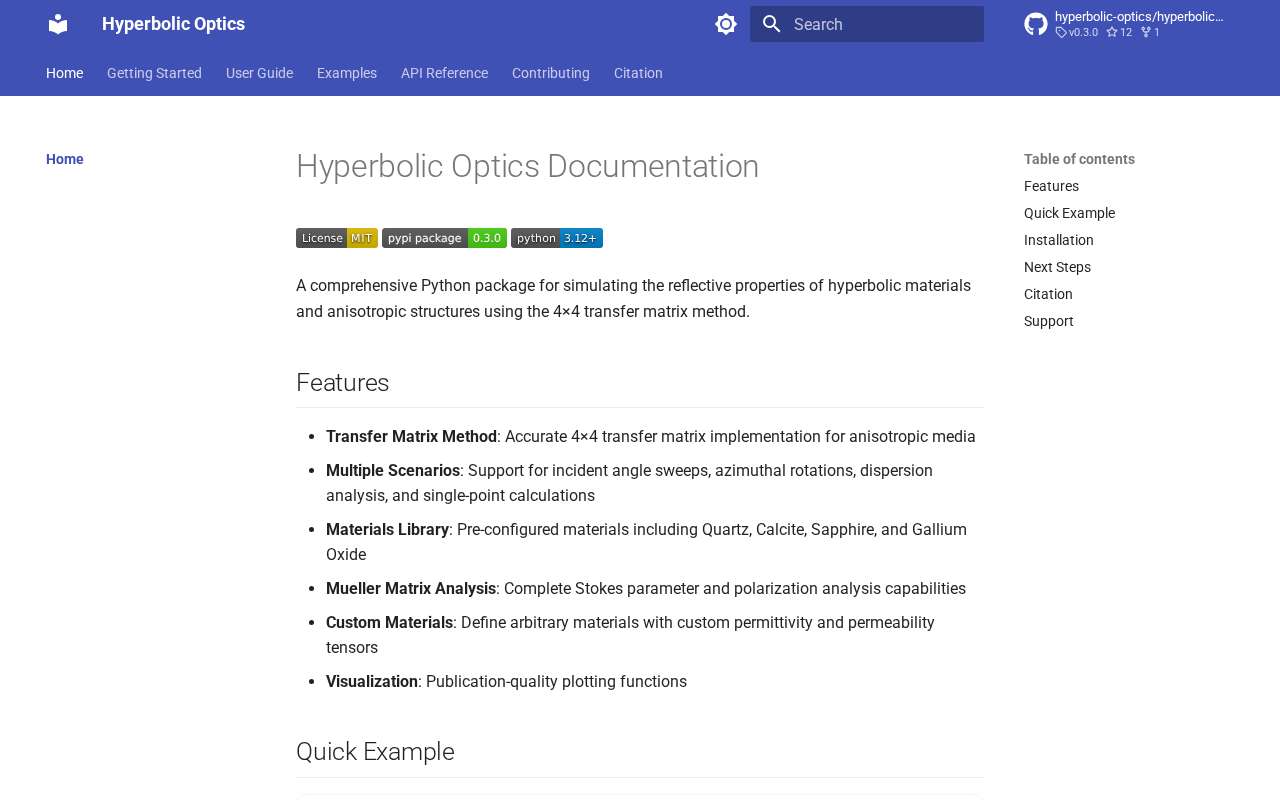 Hyperbolic Optics
Search
hyperbolic-optics/hyperbolic…
v0.3.0 12 1
Home Getting Started User Guide Examples API Reference Contributing Citation
Home
Hyperbolic Optics Documentation
License MIT pypi package 0.3.0 python 3.12+
A comprehensive Python package for simulating the reflective properties of hyperbolic materials
and anisotropic structures using the 4×4 transfer matrix method.
Features
• Transfer Matrix Method: Accurate 4×4 transfer matrix implementation for anisotropic media
• Multiple Scenarios: Support for incident angle sweeps, azimuthal rotations, dispersion
analysis, and single-point calculations
• Materials Library: Pre-configured materials including Quartz, Calcite, Sapphire, and Gallium
Oxide
• Mueller Matrix Analysis: Complete Stokes parameter and polarization analysis capabilities
• Custom Materials: Define arbitrary materials with custom permittivity and permeability
tensors
• Visualization: Publication-quality plotting functions
Quick Example
Table of contents
Features
Quick Example
Installation
Next Steps
Citation
Support